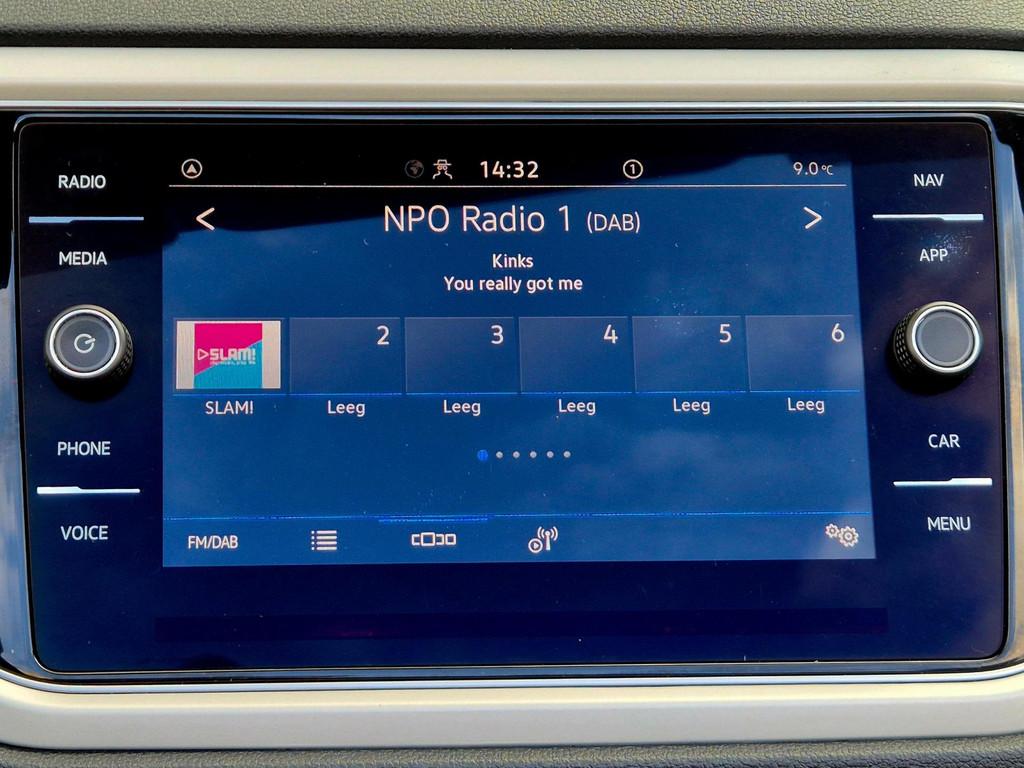 RADIO
MEDIA
PHONE
VOICE
14:32
1
9.0 °C
NPO Radio 1 (DAB)
Kinks
You really got me
SLAM!
2
3
4
5
6
SLAM!
Leeg
Leeg
Leeg
Leeg
Leeg
FM/DAB
NAV
APP
CAR
MENU